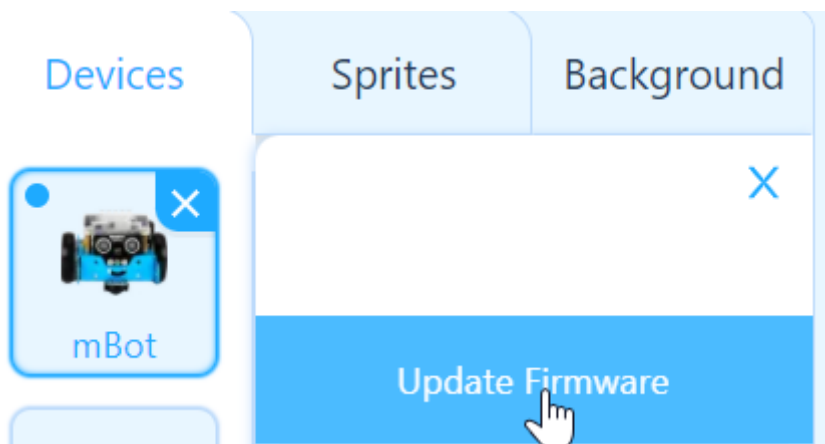 Devices
Sprites
Background
X
mBot
Update Firmware